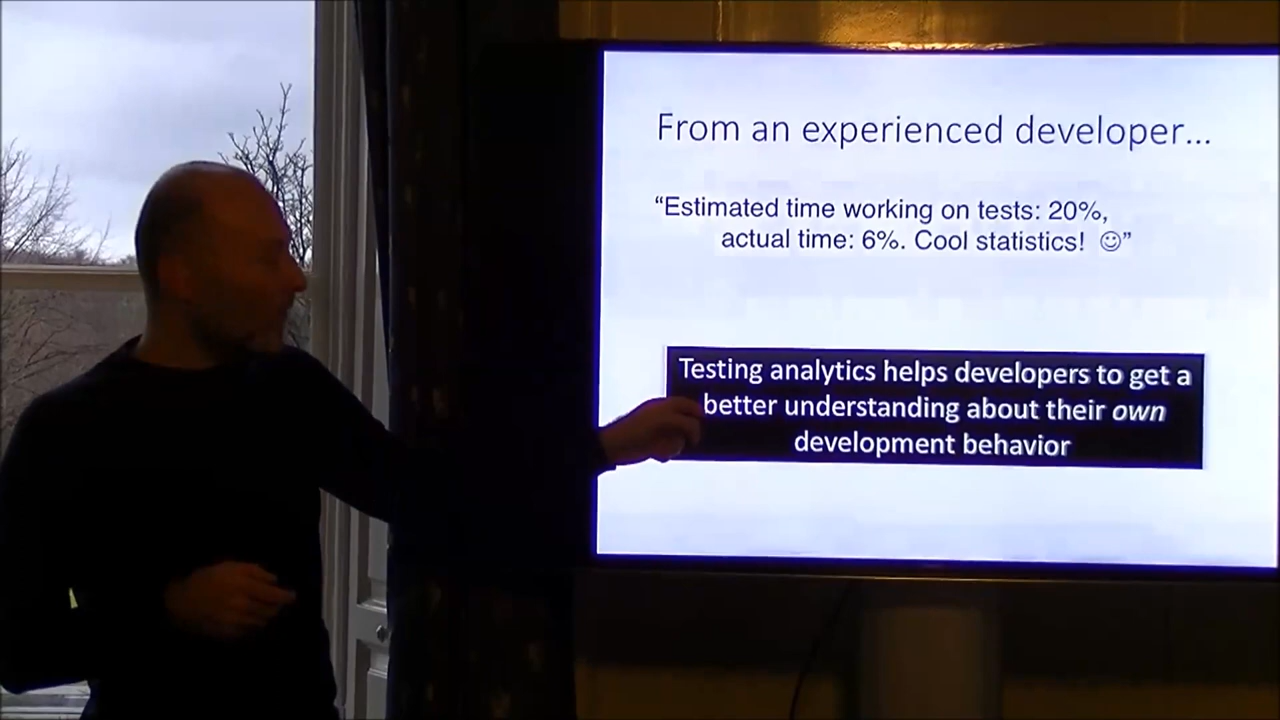 From an experienced developer...
“Estimated time working on tests: 20%,
actual time: 6%. Cool statistics! ☺”
Testing analytics helps developers to get a
better understanding about their own
development behavior